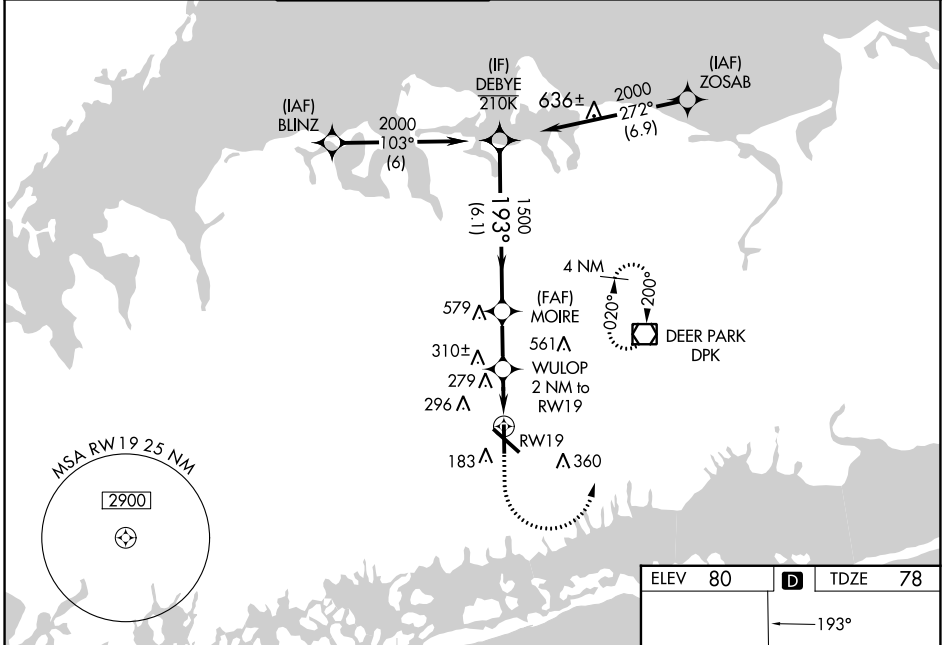 (IAF)
BLINZ
2000
103°
(6)
(IF)
DEBYE
210K
636±
2000
272°
(6.9)
(IAF)
ZOSAB
1500
193°
(6.1)
4 NM
020°
200°
DEER PARK
DPK
579
(FAF)
MOIRE
561
310±
279
296
WULOP
2 NM to
RW19
RW19
183
360
MSA RW 19 25 NM
2900
ELEV 80 D TDZE 78
193°